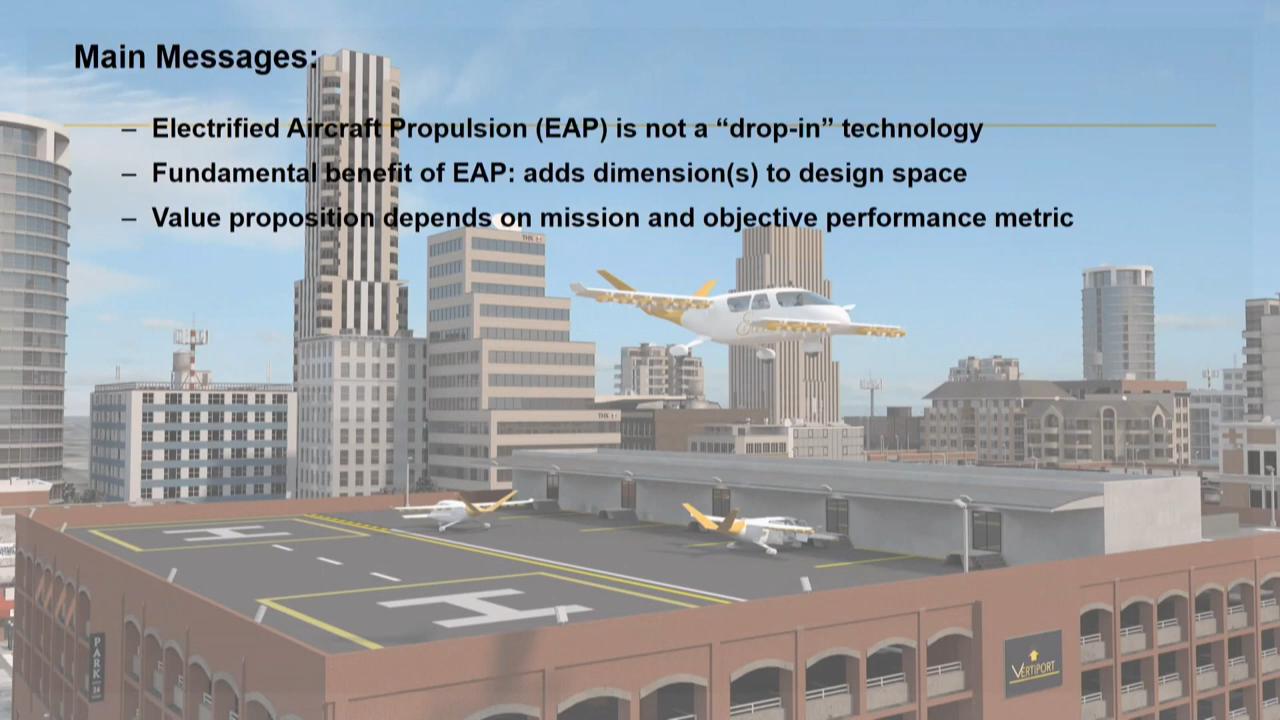 Main Messages:
– Electrified Aircraft Propulsion (EAP) is not a “drop-in” technology
– Fundamental benefit of EAP: adds dimension(s) to design space
– Value proposition depends on mission and objective performance metric
H
H
PARK
VERTIPORT